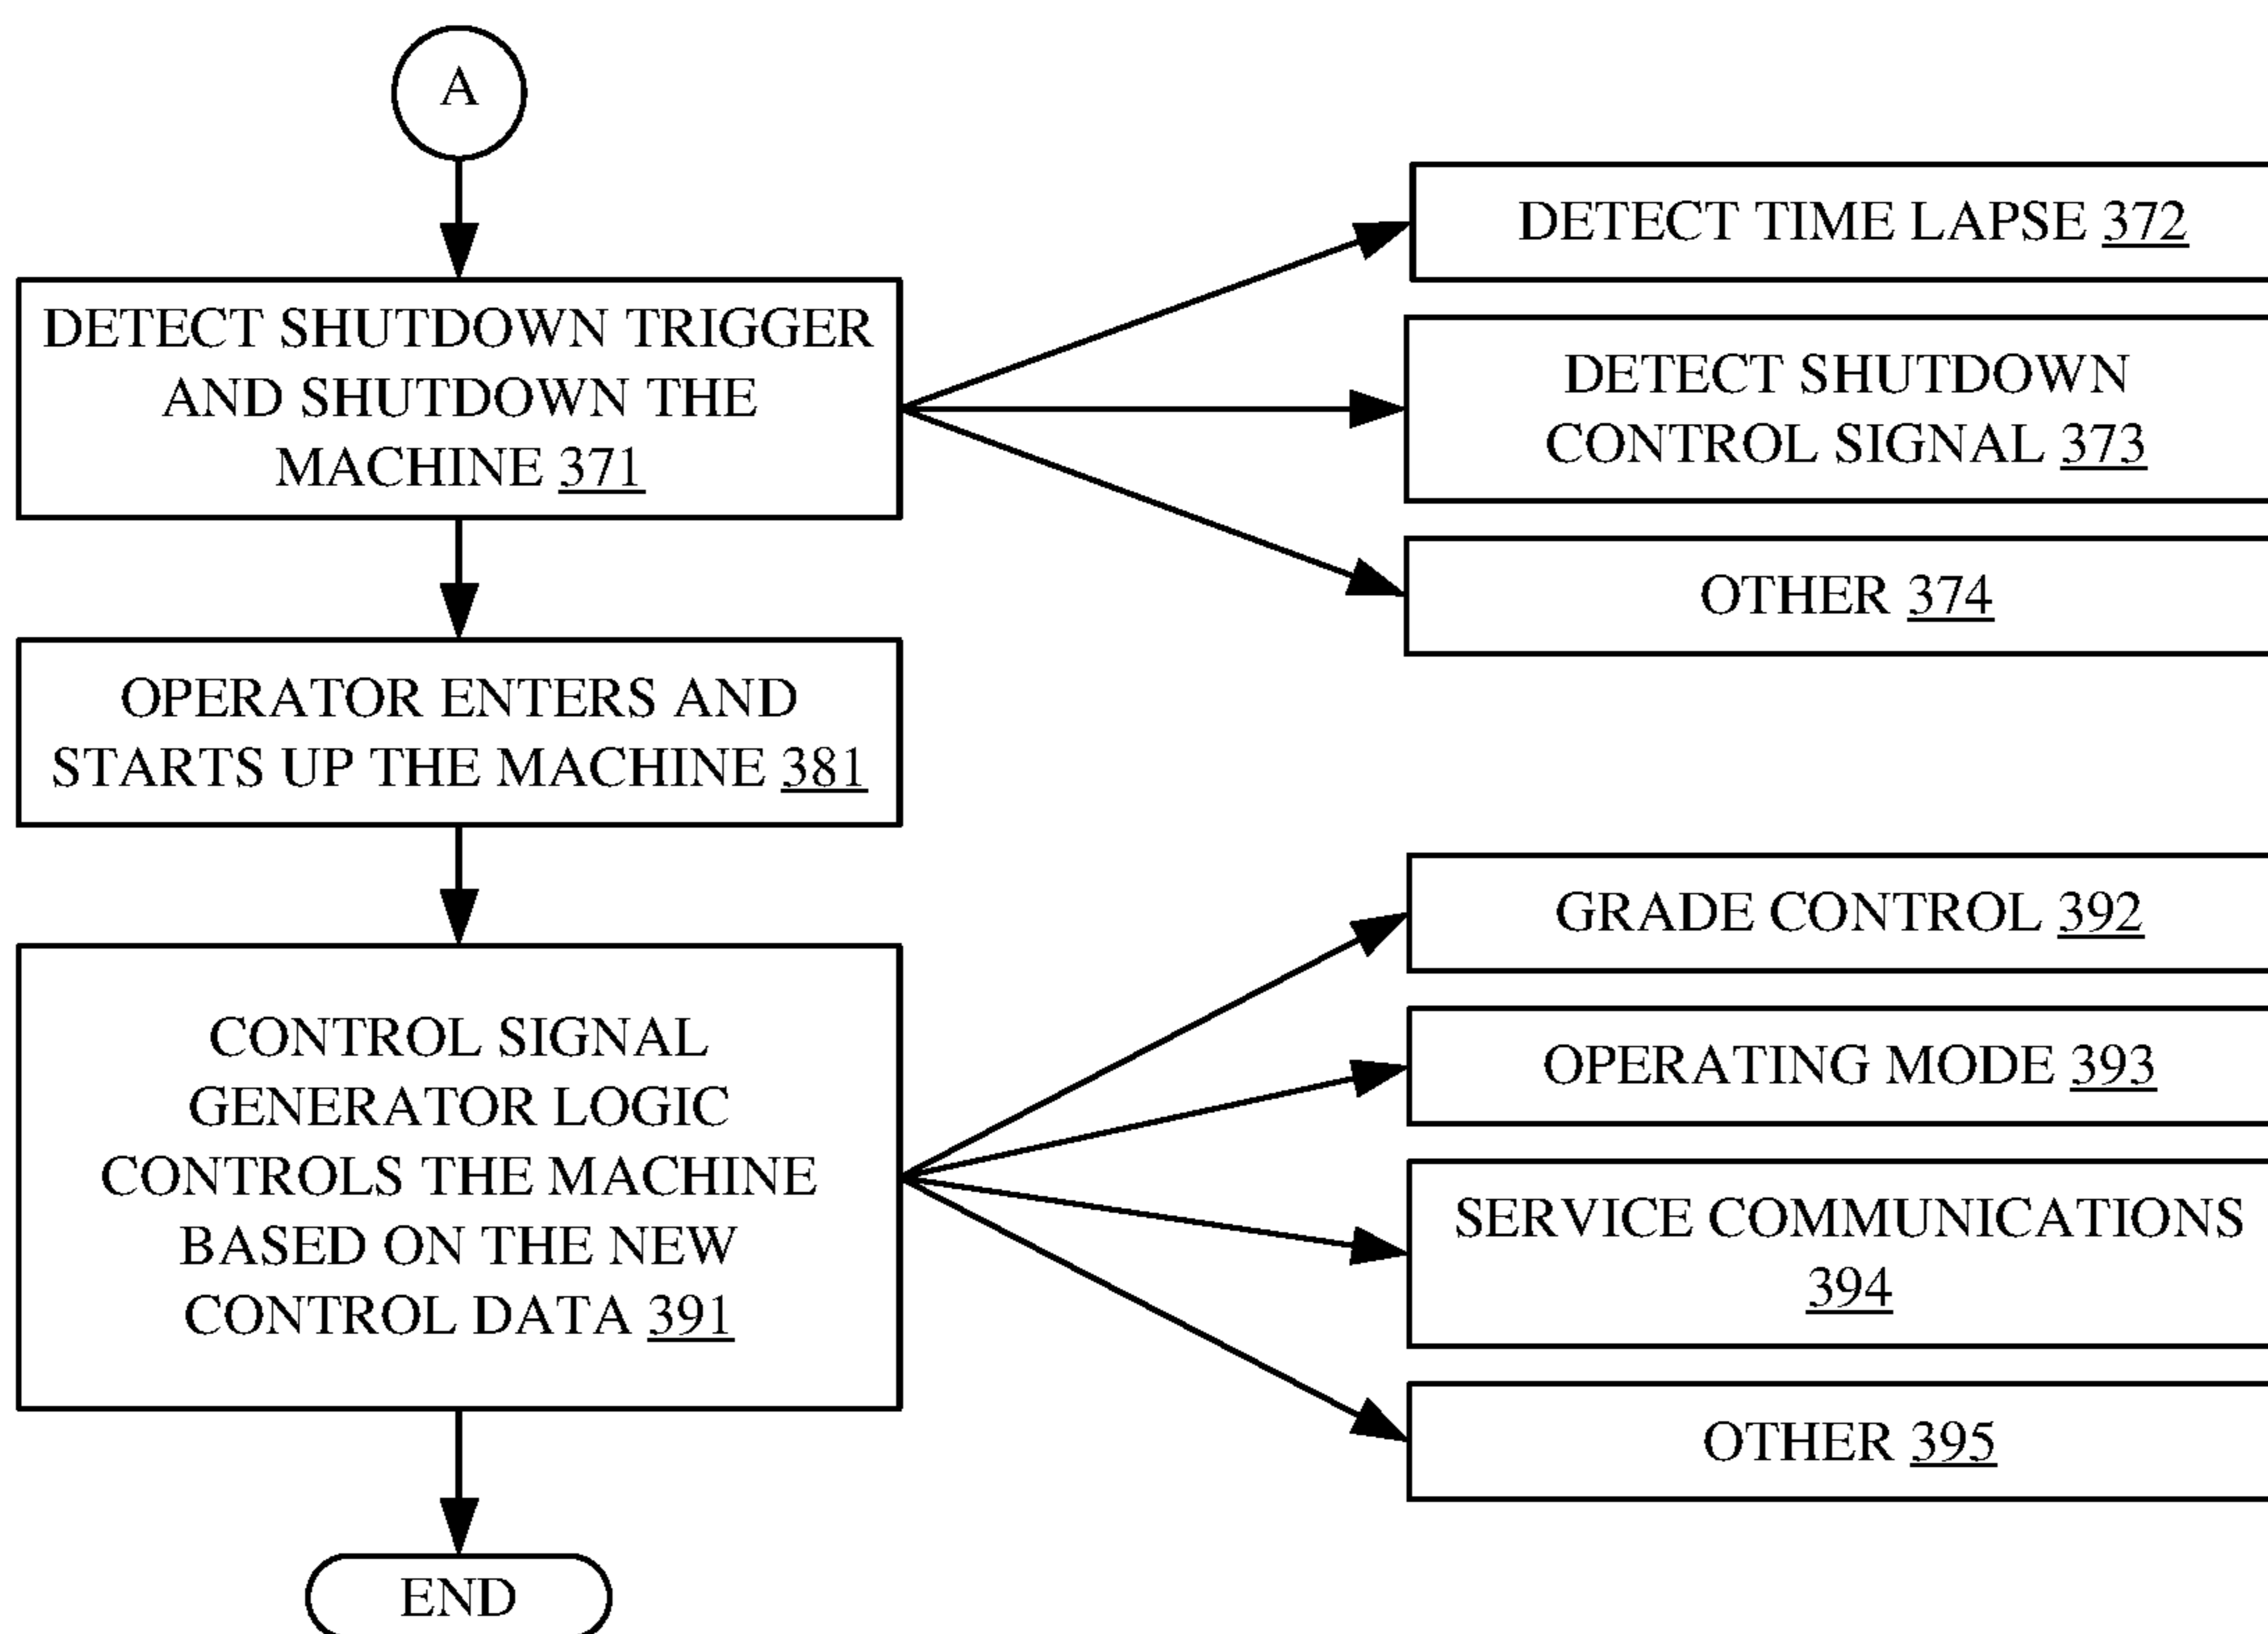 A
DETECT SHUTDOWN TRIGGER
AND SHUTDOWN THE
MACHINE 371
DETECT TIME LAPSE 372
DETECT SHUTDOWN
CONTROL SIGNAL 373
OTHER 374
OPERATOR ENTERS AND
STARTS UP THE MACHINE 381
CONTROL SIGNAL
GENERATOR LOGIC
CONTROLS THE MACHINE
BASED ON THE NEW
CONTROL DATA 391
GRADE CONTROL 392
OPERATING MODE 393
SERVICE COMMUNICATIONS
394
OTHER 395
END